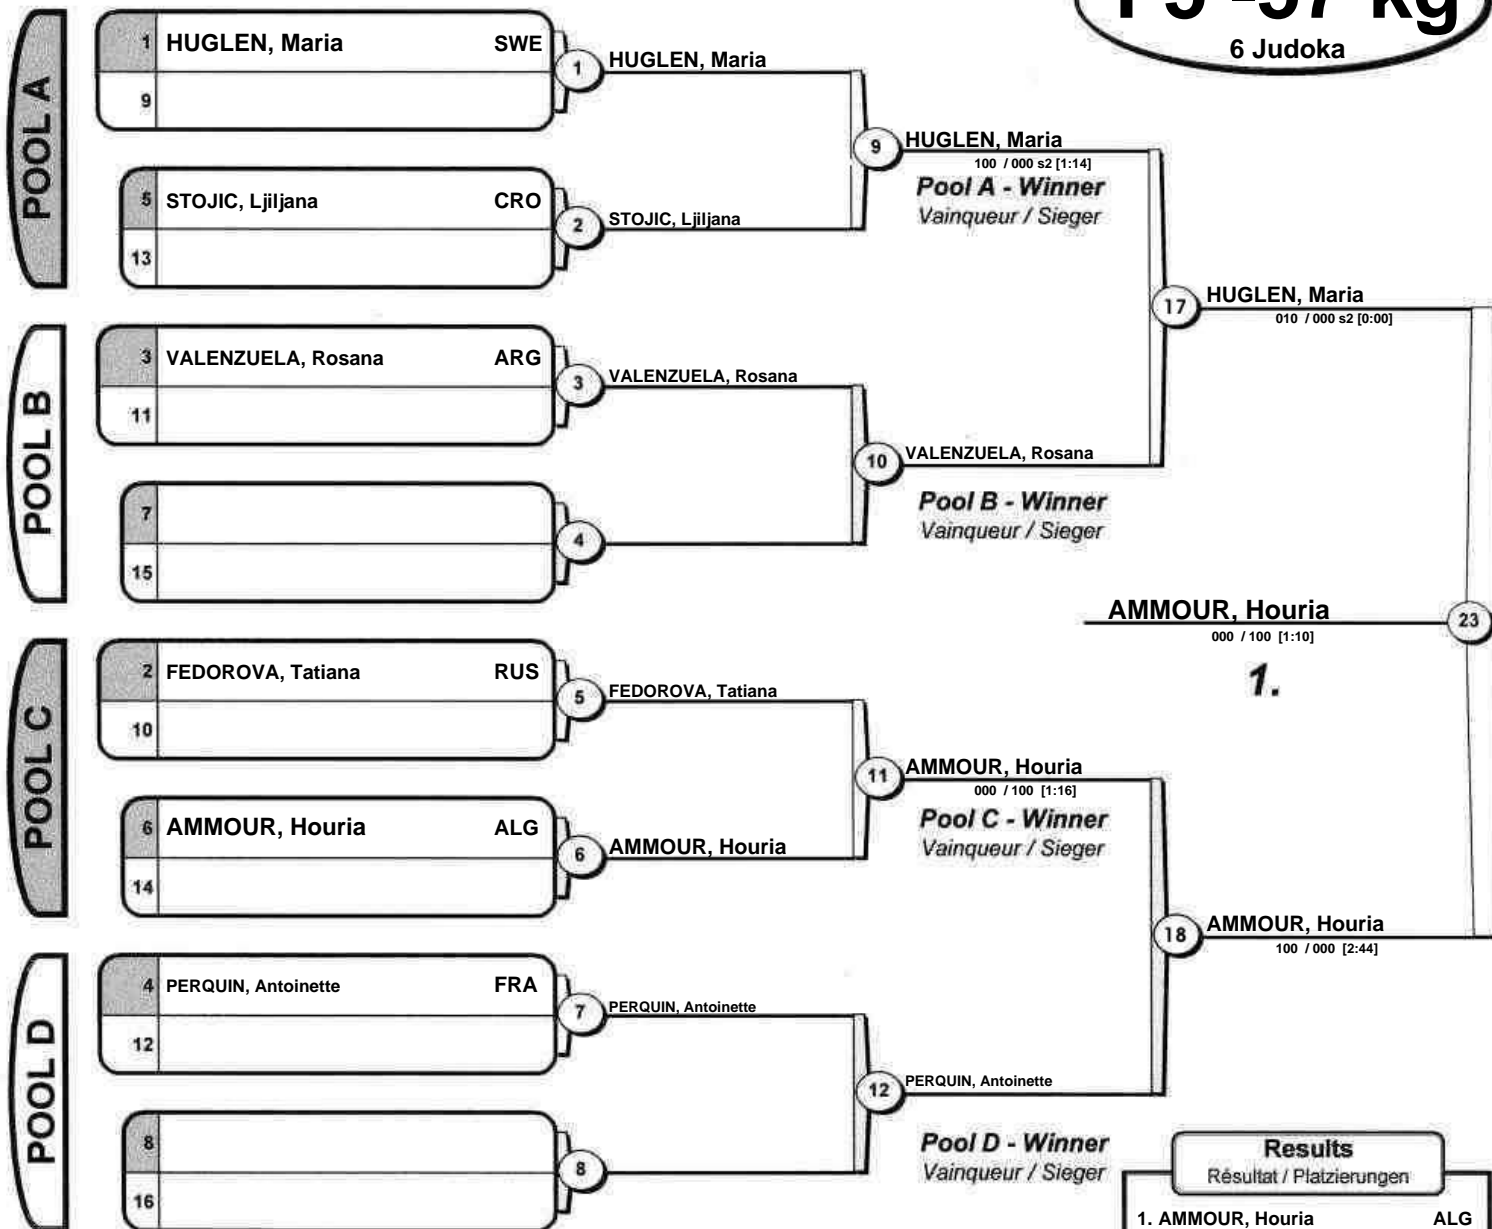 6 Judoka
POOL A
1 HUGLEN, Maria SWE
9
1 HUGLEN, Maria
5 STOJIC, Ljiljana CRO
13
2 STOJIC, Ljiljana
9 HUGLEN, Maria
100 / 000 s2 [1:14]
Pool A - Winner
Vainqueur / Sieger
POOL B
3 VALENZUELA, Rosana ARG
11
3 VALENZUELA, Rosana
7
15
4
10 VALENZUELA, Rosana
Pool B - Winner
Vainqueur / Sieger
17 HUGLEN, Maria
010 / 000 s2 [0:00]
AMMOUR, Houria 23
000 / 100 [1:10]
1.
POOL C
2 FEDOROVA, Tatiana RUS
10
5 FEDOROVA, Tatiana
6 AMMOUR, Houria ALG
14
6 AMMOUR, Houria
11 AMMOUR, Houria
000 / 100 [1:16]
Pool C - Winner
Vainqueur / Sieger
18 AMMOUR, Houria
100 / 000 [2:44]
POOL D
4 PERQUIN, Antoinette FRA
12
7 PERQUIN, Antoinette
8
16
8
12 PERQUIN, Antoinette
Pool D - Winner
Vainqueur / Sieger
Results
Résultat / Platzierungen
1. AMMOUR, Houria ALG